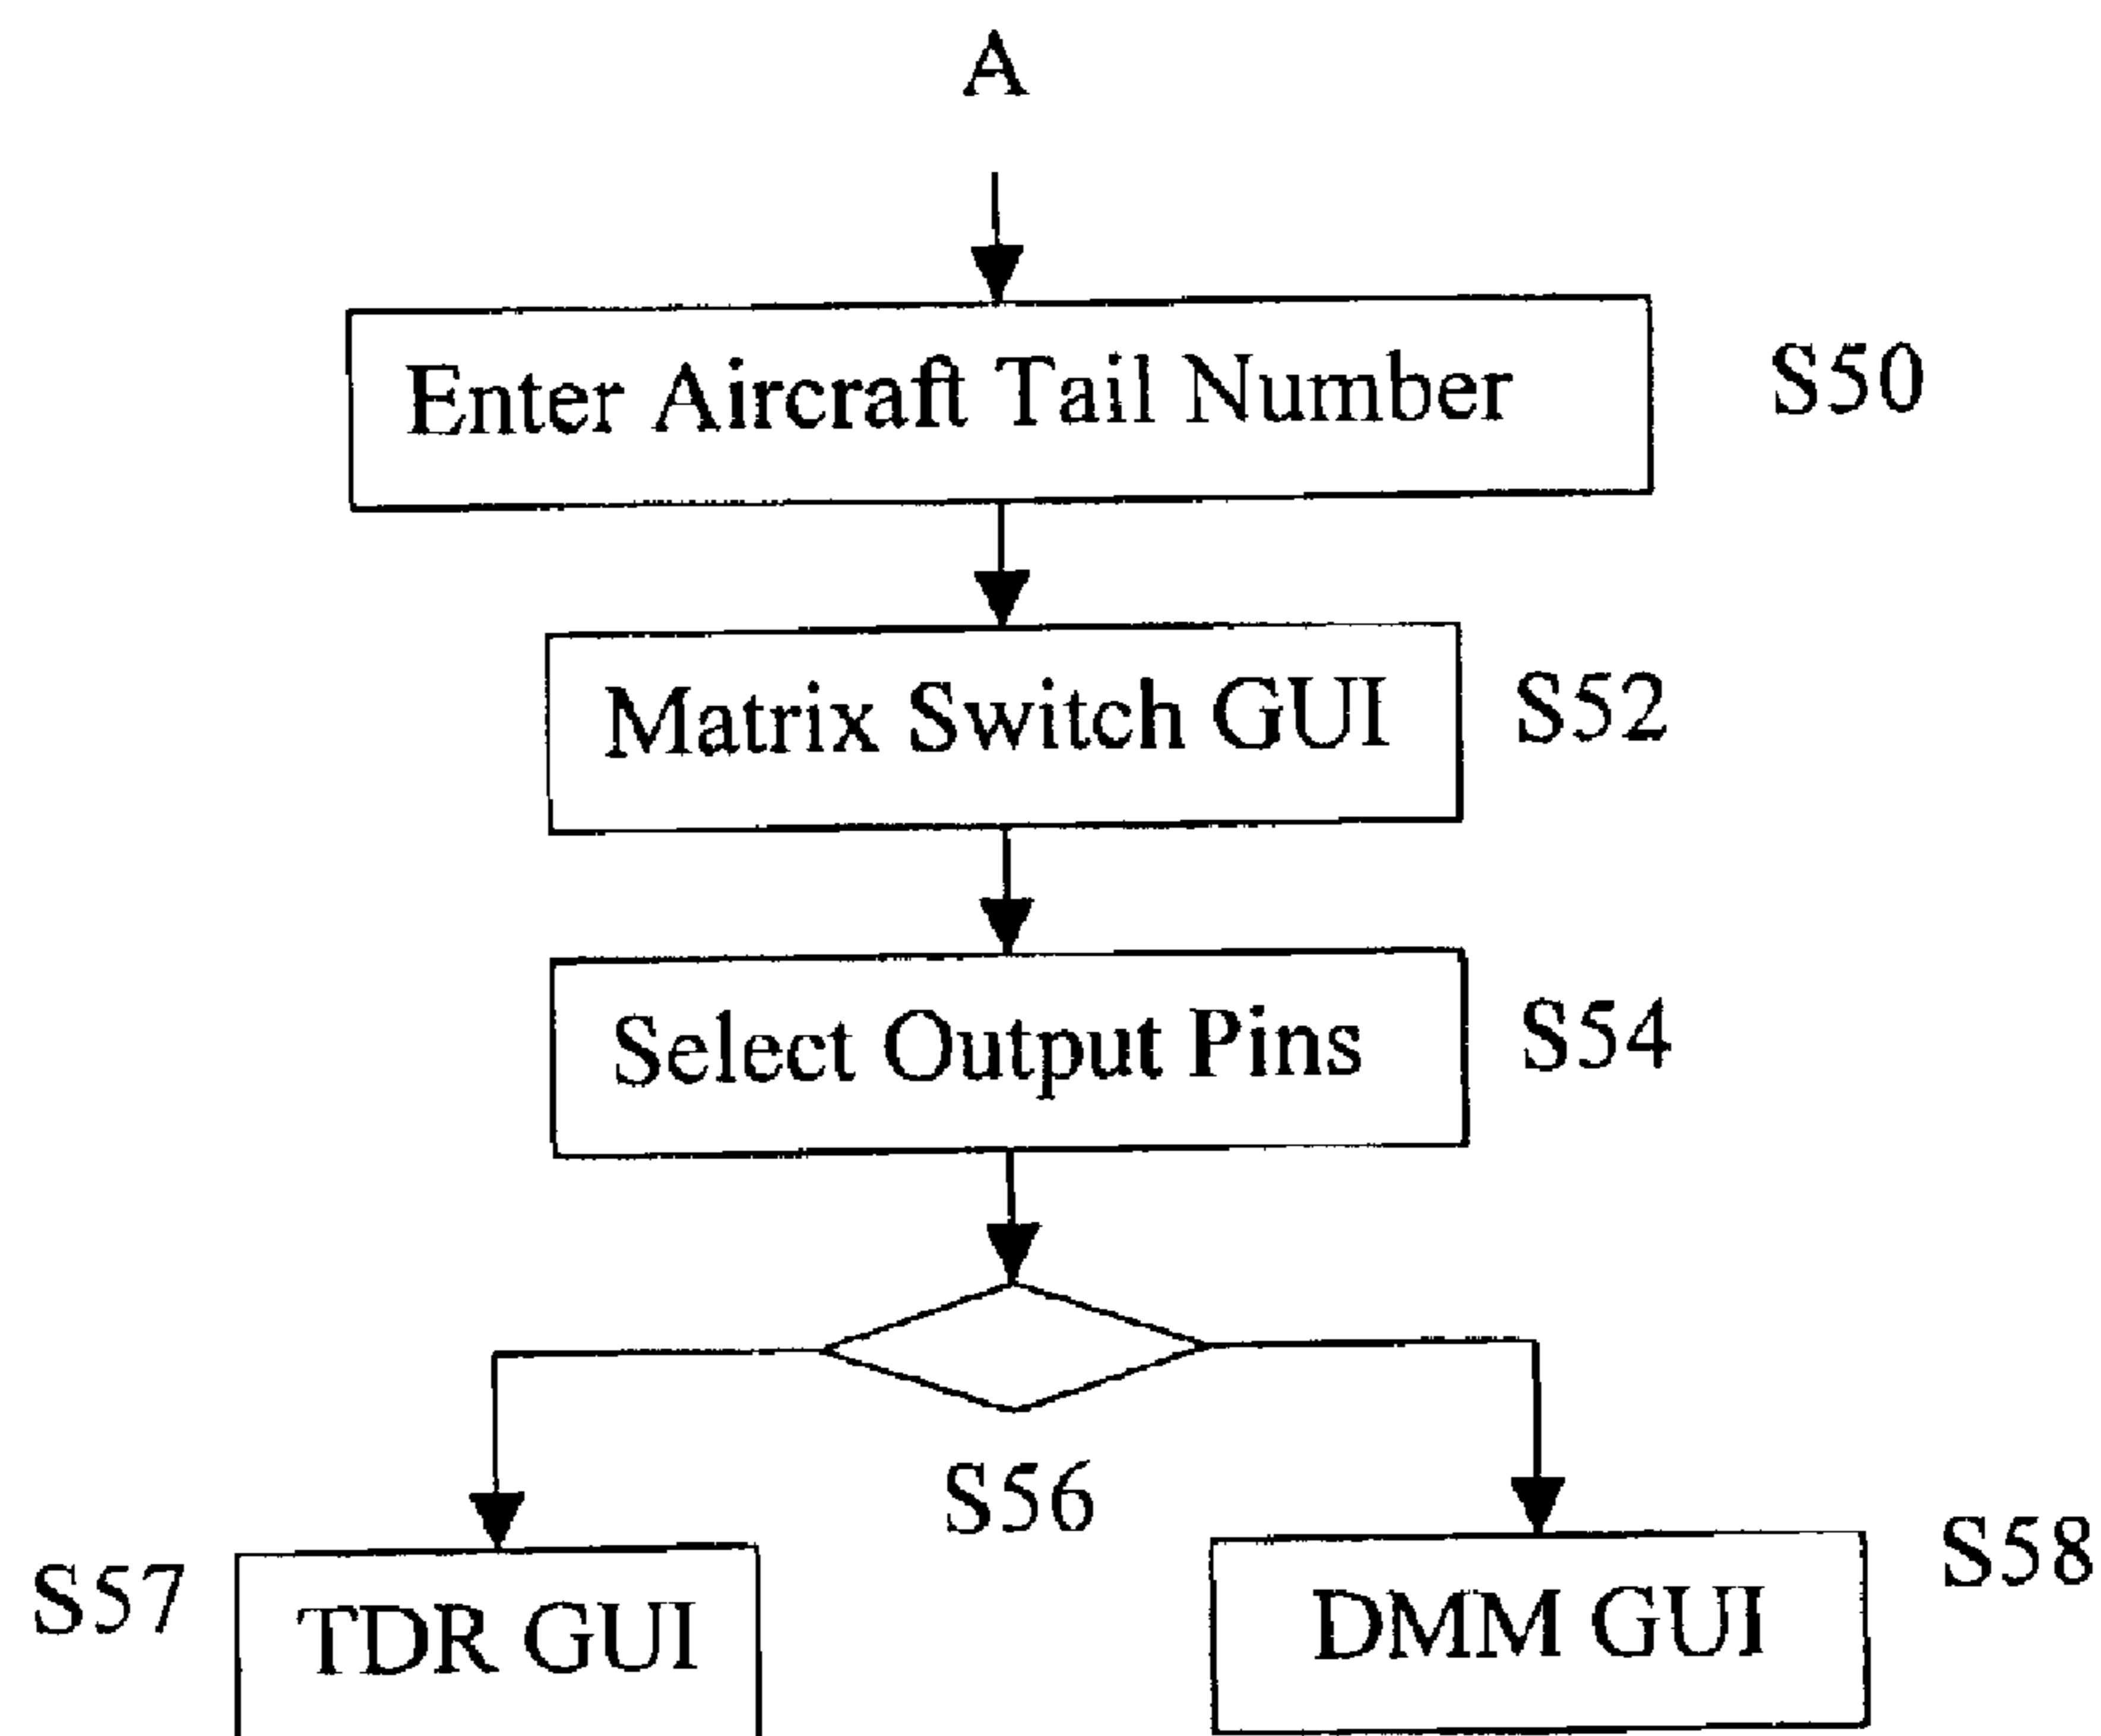 A
Enter Aircraft Tail Number
S50
Matrix Switch GUI
S52
Select Output Pins
S54
S56
S57
TDR GUI
DMM GUI
S58